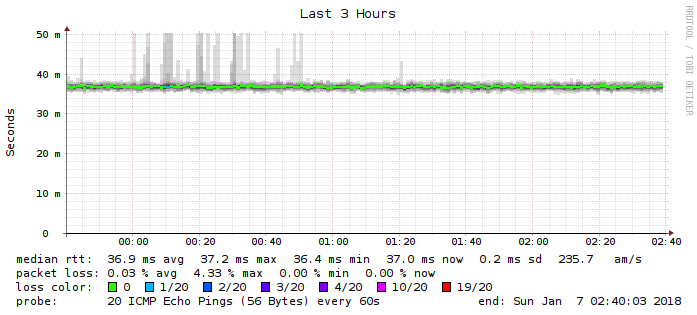 Last 3 Hours
RRDTOOL / TOBI OETIKER
Seconds
50 m
40 m
30 m
20 m
10 m
0
00:00 00:20 00:40 01:00 01:20 01:40 02:00 02:20 02:40
median rtt: 36.9 ms avg 37.2 ms max 36.4 ms min 37.0 ms now 0.2 ms sd 235.7 am/s
packet loss: 0.03 % avg 4.33 % max 0.00 % min 0.00 % now
loss color: 0 1/20 2/20 3/20 4/20 10/20 19/20
probe: 20 ICMP Echo Pings (56 Bytes) every 60s end: Sun Jan 7 02:40:03 2018